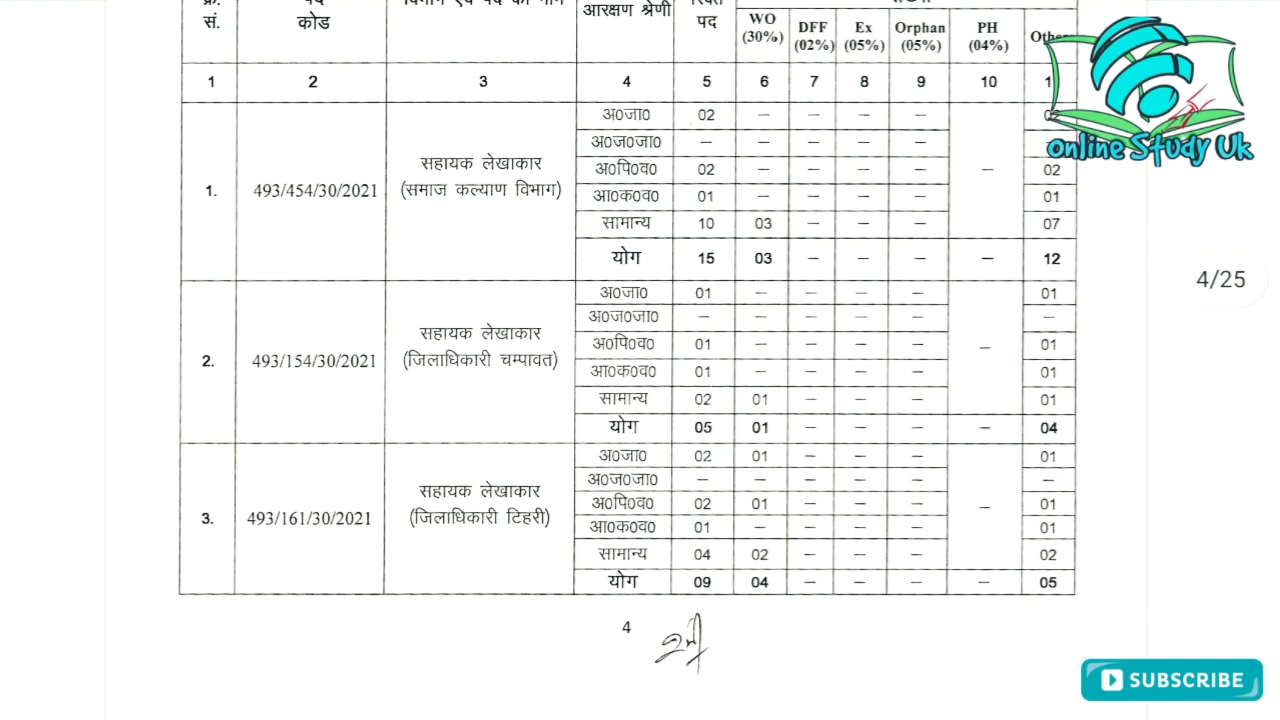 सं. कोड आरक्षण श्रेणी पद WO (30%) DFF (02%) Ex (05%) Orphan (05%) PH (04%)
1 2 3 4 5 6 7 8 9 10
अ0जा0 02 — — — —
अ0ज0जा0 — — — — —
अ0पि0व0 02 — — — — 02
1. 493/454/30/2021 सहायक लेखाकार (समाज कल्याण विभाग) —
आ0क0व0 01 — — — — 01
सामान्य 10 03 — — — 07
योग 15 03 — — — — 12
अ0जा0 01 — — — — 01
अ0ज0जा0 — — — — — —
अ0पि0व0 01 — — — — 01
2. 493/154/30/2021 सहायक लेखाकार (जिलाधिकारी चम्पावत) —
आ0क0व0 01 — — — — 01
सामान्य 02 01 — — — 01
योग 05 01 — — — — 04
अ0जा0 02 01 — — — 01
अ0ज0जा0 — — — — — —
अ0पि0व0 02 01 — — — 01
3. 493/161/30/2021 सहायक लेखाकार (जिलाधिकारी टिहरी) —
आ0क0व0 01 — — — — 01
सामान्य 04 02 — — — 02
योग 09 04 — — — — 05
4
Online Study Uk
4/25
SUBSCRIBE